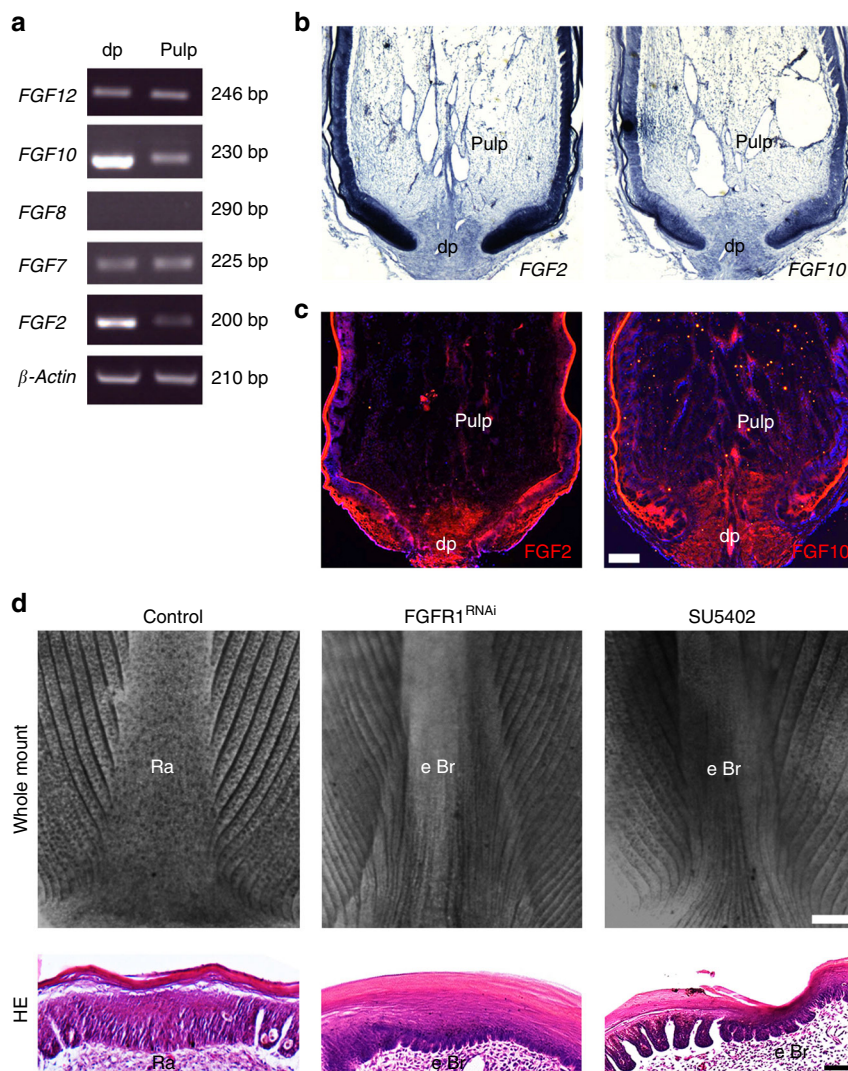 a
dp Pulp
FGF12 246 bp
FGF10 230 bp
FGF8 290 bp
FGF7 225 bp
FGF2 200 bp
β-Actin 210 bp
b
Pulp
dp
FGF2
Pulp
dp
FGF10
c
Pulp
dp
FGF2
Pulp
dp
FGF10
d
Control FGFR1RNAi SU5402
Whole mount
Ra
e Br
e Br
HE
Ra
e Br
e Br